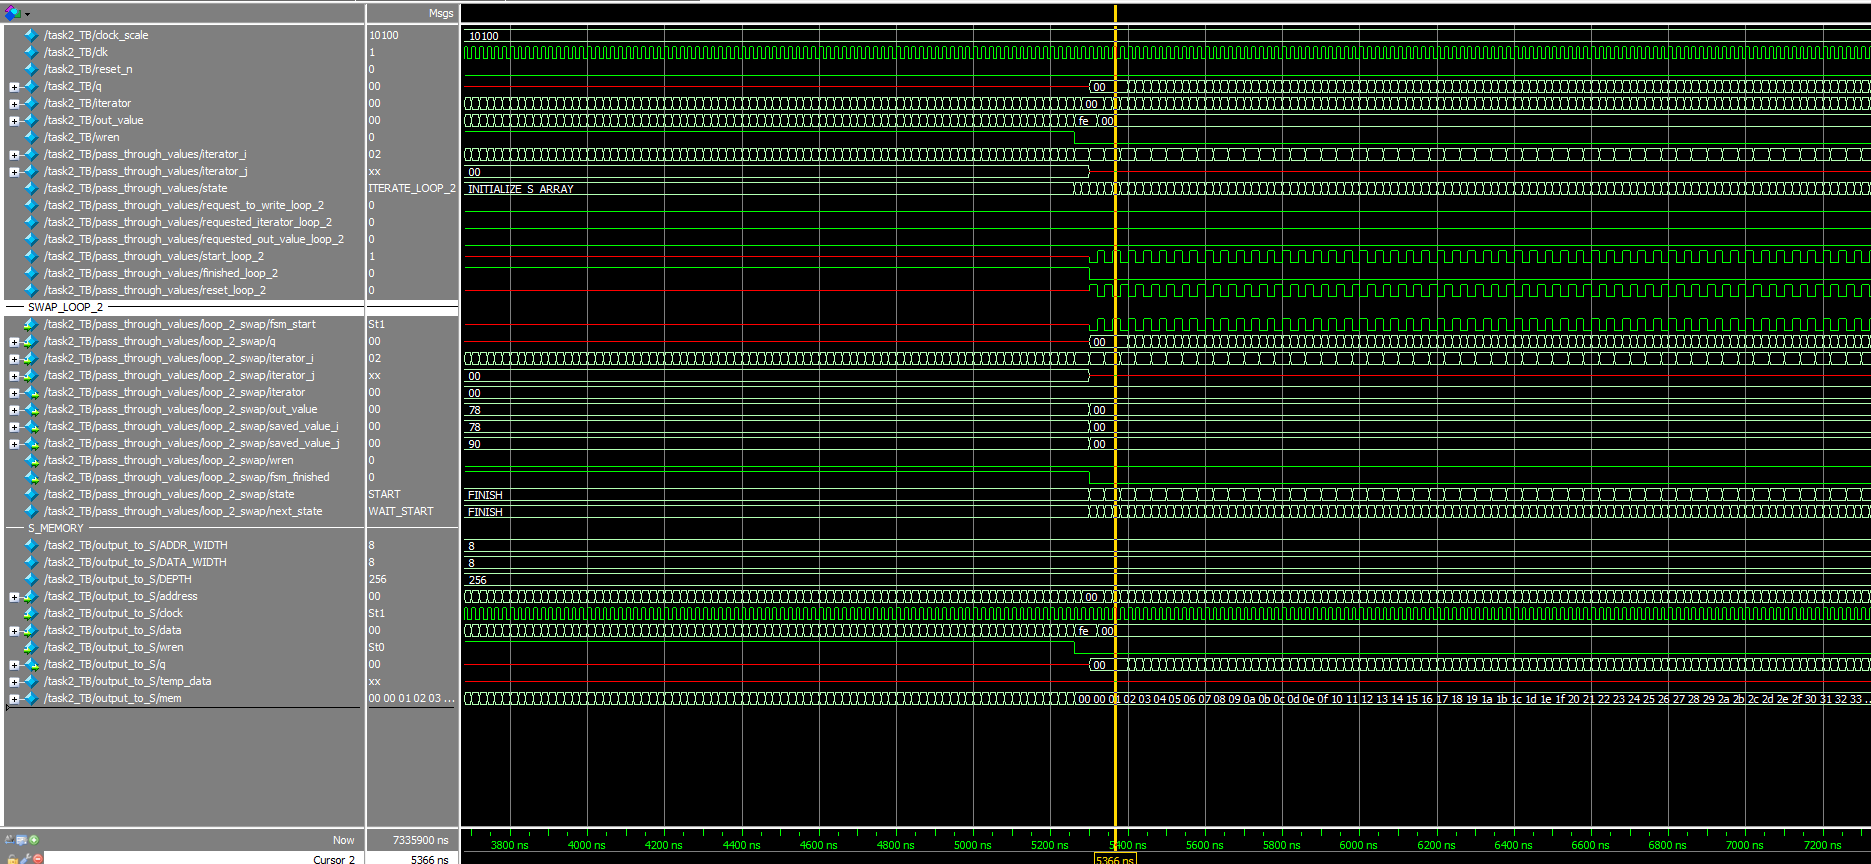 Msgs
/task2_TB/clock_scale 10100 10100
/task2_TB/clk 1
/task2_TB/reset_n 0
/task2_TB/q 00 00
/task2_TB/iterator 00 00
/task2_TB/out_value 00 fe 00
/task2_TB/wren 0
/task2_TB/pass_through_values/iterator_i 02
/task2_TB/pass_through_values/iterator_j xx 00
/task2_TB/pass_through_values/state ITERATE_LOOP_2 INITIALIZE_S_ARRAY
/task2_TB/pass_through_values/request_to_write_loop_2 0
/task2_TB/pass_through_values/requested_iterator_loop_2 0
/task2_TB/pass_through_values/requested_out_value_loop_2 0
/task2_TB/pass_through_values/start_loop_2 1
/task2_TB/pass_through_values/finished_loop_2 0
/task2_TB/pass_through_values/reset_loop_2 0
SWAP_LOOP_2
/task2_TB/pass_through_values/loop_2_swap/fsm_start St1
/task2_TB/pass_through_values/loop_2_swap/q 00 00
/task2_TB/pass_through_values/loop_2_swap/iterator_i 02
/task2_TB/pass_through_values/loop_2_swap/iterator_j xx 00
/task2_TB/pass_through_values/loop_2_swap/iterator 00 00
/task2_TB/pass_through_values/loop_2_swap/out_value 00 78 00
/task2_TB/pass_through_values/loop_2_swap/saved_value_i 00 78 00
/task2_TB/pass_through_values/loop_2_swap/saved_value_j 00 90 00
/task2_TB/pass_through_values/loop_2_swap/wren 0
/task2_TB/pass_through_values/loop_2_swap/fsm_finished 0
/task2_TB/pass_through_values/loop_2_swap/state START FINISH
/task2_TB/pass_through_values/loop_2_swap/next_state WAIT_START FINISH
S_MEMORY
/task2_TB/output_to_S/ADDR_WIDTH 8 8
/task2_TB/output_to_S/DATA_WIDTH 8 8
/task2_TB/output_to_S/DEPTH 256 256
/task2_TB/output_to_S/address 00 00
/task2_TB/output_to_S/clock St1
/task2_TB/output_to_S/data 00 fe 00
/task2_TB/output_to_S/wren St0
/task2_TB/output_to_S/q 00 00
/task2_TB/output_to_S/temp_data xx
/task2_TB/output_to_S/mem 00 00 01 02 03 ... 00 00 01 02 03 04 05 06 07 08 09 0a 0b 0c 0d 0e 0f 10 11 12 13 14 15 16 17 18 19 1a 1b 1c 1d 1e 1f 20 21 22 23 24 25 26 27 28 29 2a 2b 2c 2d 2e 2f 30 31 32 33 ...
Now 7335900 ns 3800 ns 4000 ns 4200 ns 4400 ns 4600 ns 4800 ns 5000 ns 5200 ns 5400 ns 5600 ns 5800 ns 6000 ns 6200 ns 6400 ns 6600 ns 6800 ns 7000 ns 7200 ns
Cursor 2 5366 ns 5366 ns